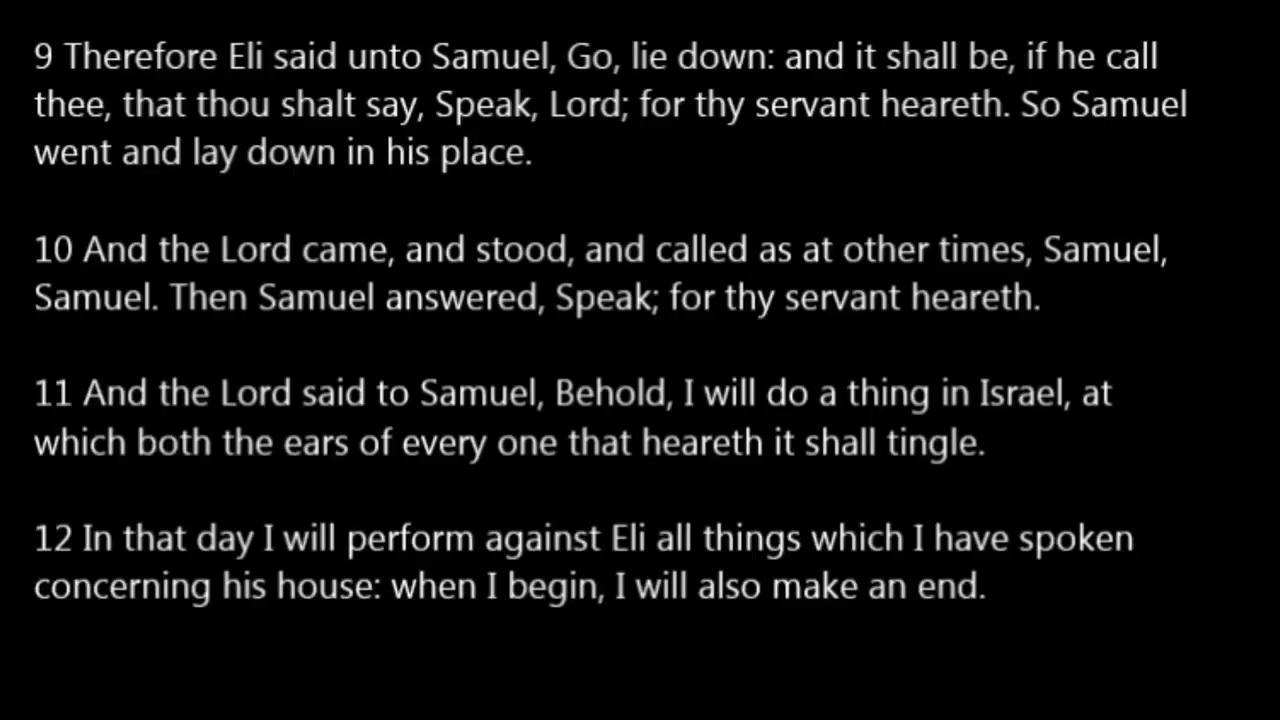 9 Therefore Eli said unto Samuel, Go, lie down: and it shall be, if he call
thee, that thou shalt say, Speak, Lord; for thy servant heareth. So Samuel
went and lay down in his place.
10 And the Lord came, and stood, and called as at other times, Samuel,
Samuel. Then Samuel answered, Speak; for thy servant heareth.
11 And the Lord said to Samuel, Behold, I will do a thing in Israel, at
which both the ears of every one that heareth it shall tingle.
12 In that day I will perform against Eli all things which I have spoken
concerning his house: when I begin, I will also make an end.